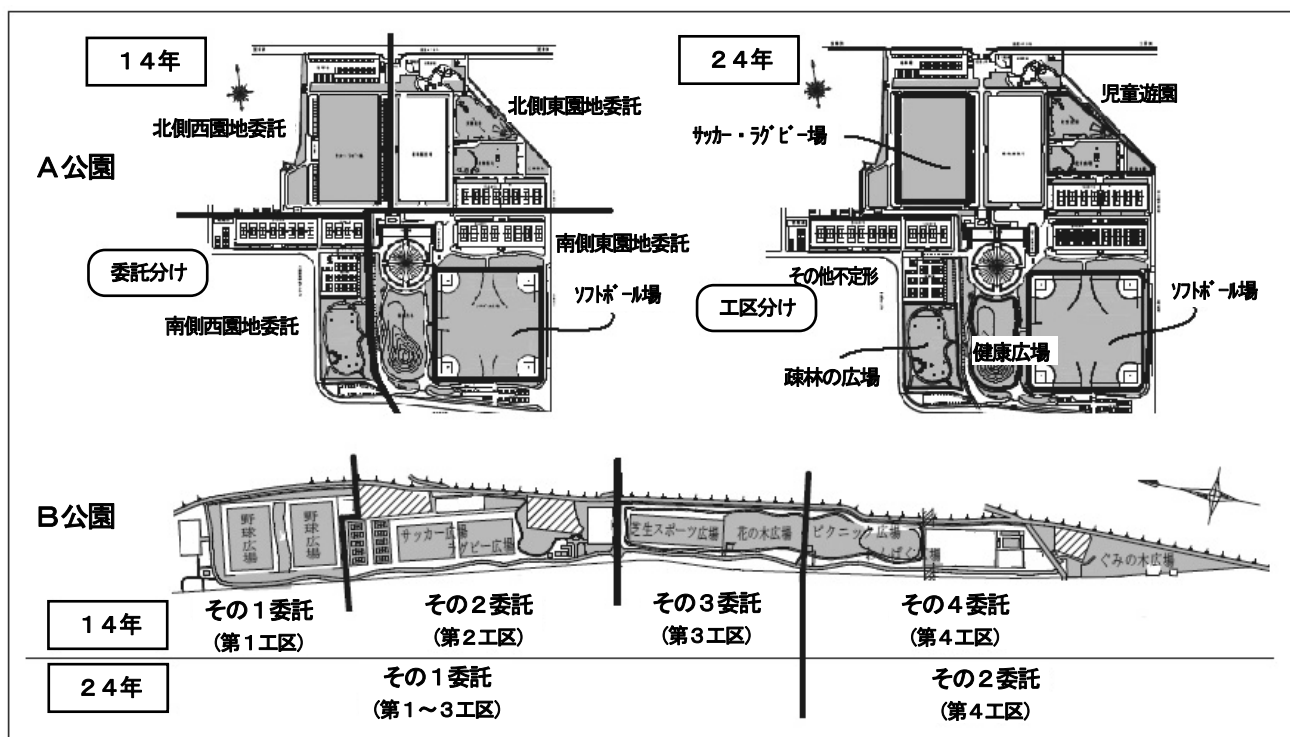 14年
24年
北側西園地委託
北側東園地委託
児童遊園
サッカー・ラグビー場
A公園
委託分け
南側東園地委託
ソフトボール場
南側西園地委託
その他不定形
工区分け
ソフトボール場
健康広場
疎林の広場
B公園
野球広場
野球広場
サッカー広場
ラグビー広場
芝生スポーツ広場
花の木広場
ピクニック広場
ぐみの木広場
14年
その1委託
(第1工区)
その2委託
(第2工区)
その3委託
(第3工区)
その4委託
(第4工区)
24年
その1委託
(第1～3工区)
その2委託
(第4工区)